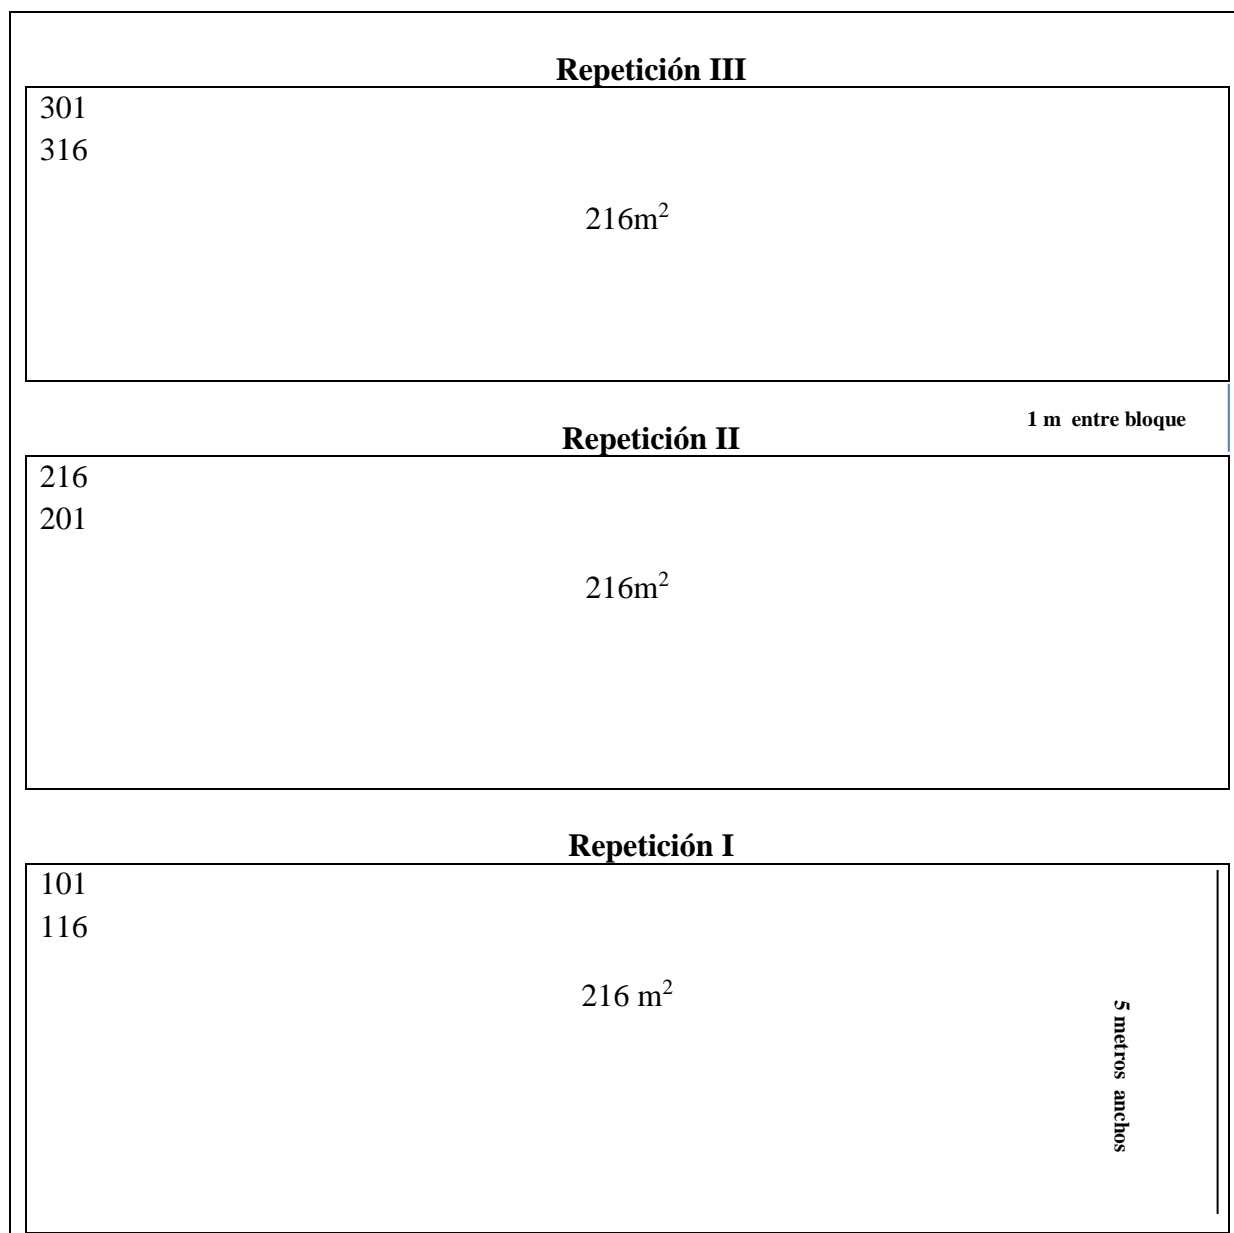 Repetición III
301
316
216m²
1 m entre bloque
Repetición II
216
201
216m²
Repetición I
101
116
216 m²
5 metros anchos